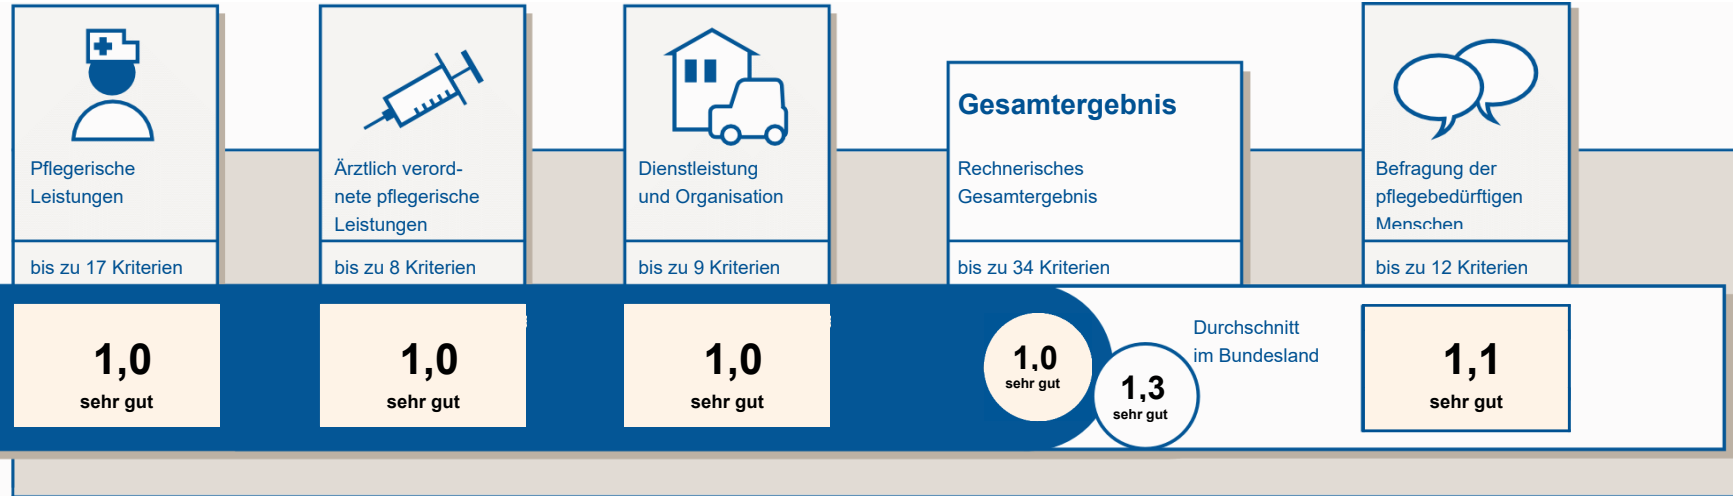 Pflegerische
Leistungen
bis zu 17 Kriterien
1,0
sehr gut
Ärztlich verord-
nete pflegerische
Leistungen
bis zu 8 Kriterien
1,0
sehr gut
Dienstleistung
und Organisation
bis zu 9 Kriterien
1,0
sehr gut
Gesamtergebnis
Rechnerisches
Gesamtergebnis
bis zu 34 Kriterien
1,0
sehr gut
1,3
sehr gut
Durchschnitt
im Bundesland
Befragung der
pflegebedürftigen
Menschen
bis zu 12 Kriterien
1,1
sehr gut